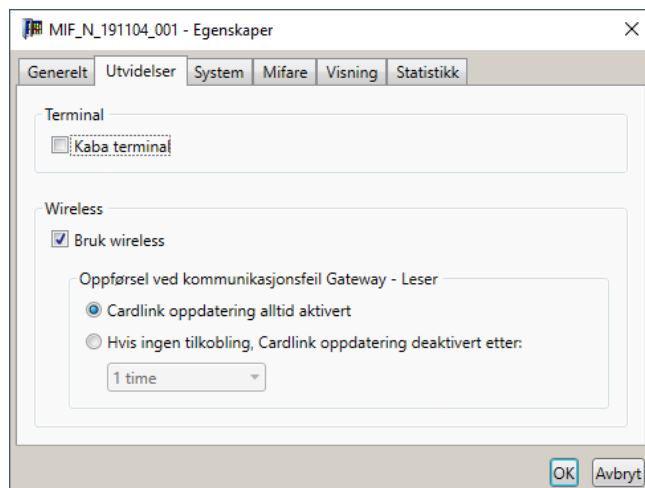 MIF_N_191104_001 - Egenskaper
Generelt Utvidelser System Mifare Visning Statistikk
Terminal
Kaba terminal
Wireless
Bruk wireless
Oppførsel ved kommunikasjonsfeil Gateway - Leser
Cardlink oppdatering alltid aktivert
Hvis ingen tilkobling, Cardlink oppdatering deaktivert etter:
1 time
OK Avbryt